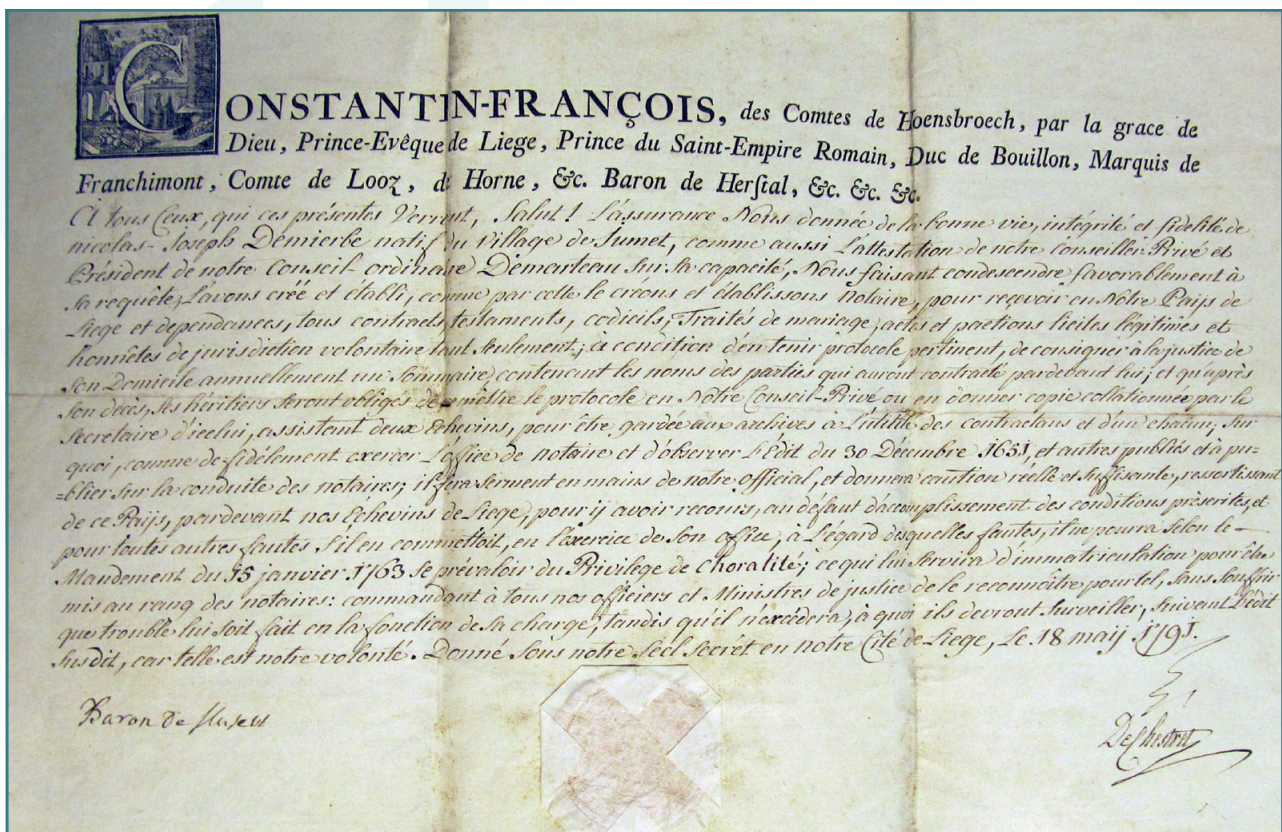 CONSTANTIN-FRANÇOIS, des Comtes de Hoensbroech, par la grace de
Dieu, Prince-Evêque de Liege, Prince du Saint-Empire Romain, Duc de Bouillon, Marquis de
Franchimont, Comte de Looz, de Horne, &c. Baron de Herſtal, &c. &c. &c.
A tous Ceux, qui ces présentes Verront, Salut! L'assurance Nous donnée de la bonne vie, intégrité et fidélité de
nicolas-Joseph Demierbe natif du Village de Jumet, comme aussi L'attestation de notre Conseiller Privé et
Président de notre Conseil-ordinaire Démarteau sur sa capacité, Nous faisant condescendre favorablement à
sa requête, L'avons créé et établi, comme par cette le créons et établissons Notaire, pour recevoir en Notre Païs de
Liege et dependances, tous contracts, testaments, codicils, Traités de mariage, actes et pactions licites légitimes et
honnêtes de jurisdiction volontaire tant seulement; à condition d'en tenir protocole pertinent, de consigner à la justice de
son Domicile annuellement un Sommaire, contenant les noms des parties qui auront contracté pardevant lui; et qu'après
son decès, ses héritiers seront obligés de remettre le protocole en Notre Conseil-Privé ou en donner copie collationnée par le
Secretaire d'icelui, assistant deux Echevins, pour être gardée aux archives à L'utilité des contractans et d'un chacun; Sur
quoi, comme de fidélement exercer L'office de notaire et d'observer L'Edit du 30 Décembre 1651, et autres publiés et à pu-
=blier sur la conduite des notaires; il fera serment en mains de notre official, et donnera caution réelle et suffisante, ressortissant
de ce Païs, pardevant nos Echevins de Liege, pour ij avoir recours, au défaut d'accomplissement des conditions prèscrites, et
pour toutes autres fautes s'il en commettoit, en L'exercice de son office, à L'égard desquelles fautes, il ne pourra selon le
Mandement du 15 janvier 1763 se prévaloir du Privilège de Choralité; ce qui lui servira d'immatriculation pour être
mis au rang des notaires: commandant à tous nos officiers et Ministres de justice de le reconnoître pour tel, sans souffrir
que trouble lui soit fait en la fonction de sa charge, tandis qu'il n'excédera, à quoi ils devront surveiller, suivant L'édit
susdit, car telle est notre volonté. Donné sous notre Scél Secrét en notre Cité de Liege, Le 18 maij 1791.
Baron de
De Chestret